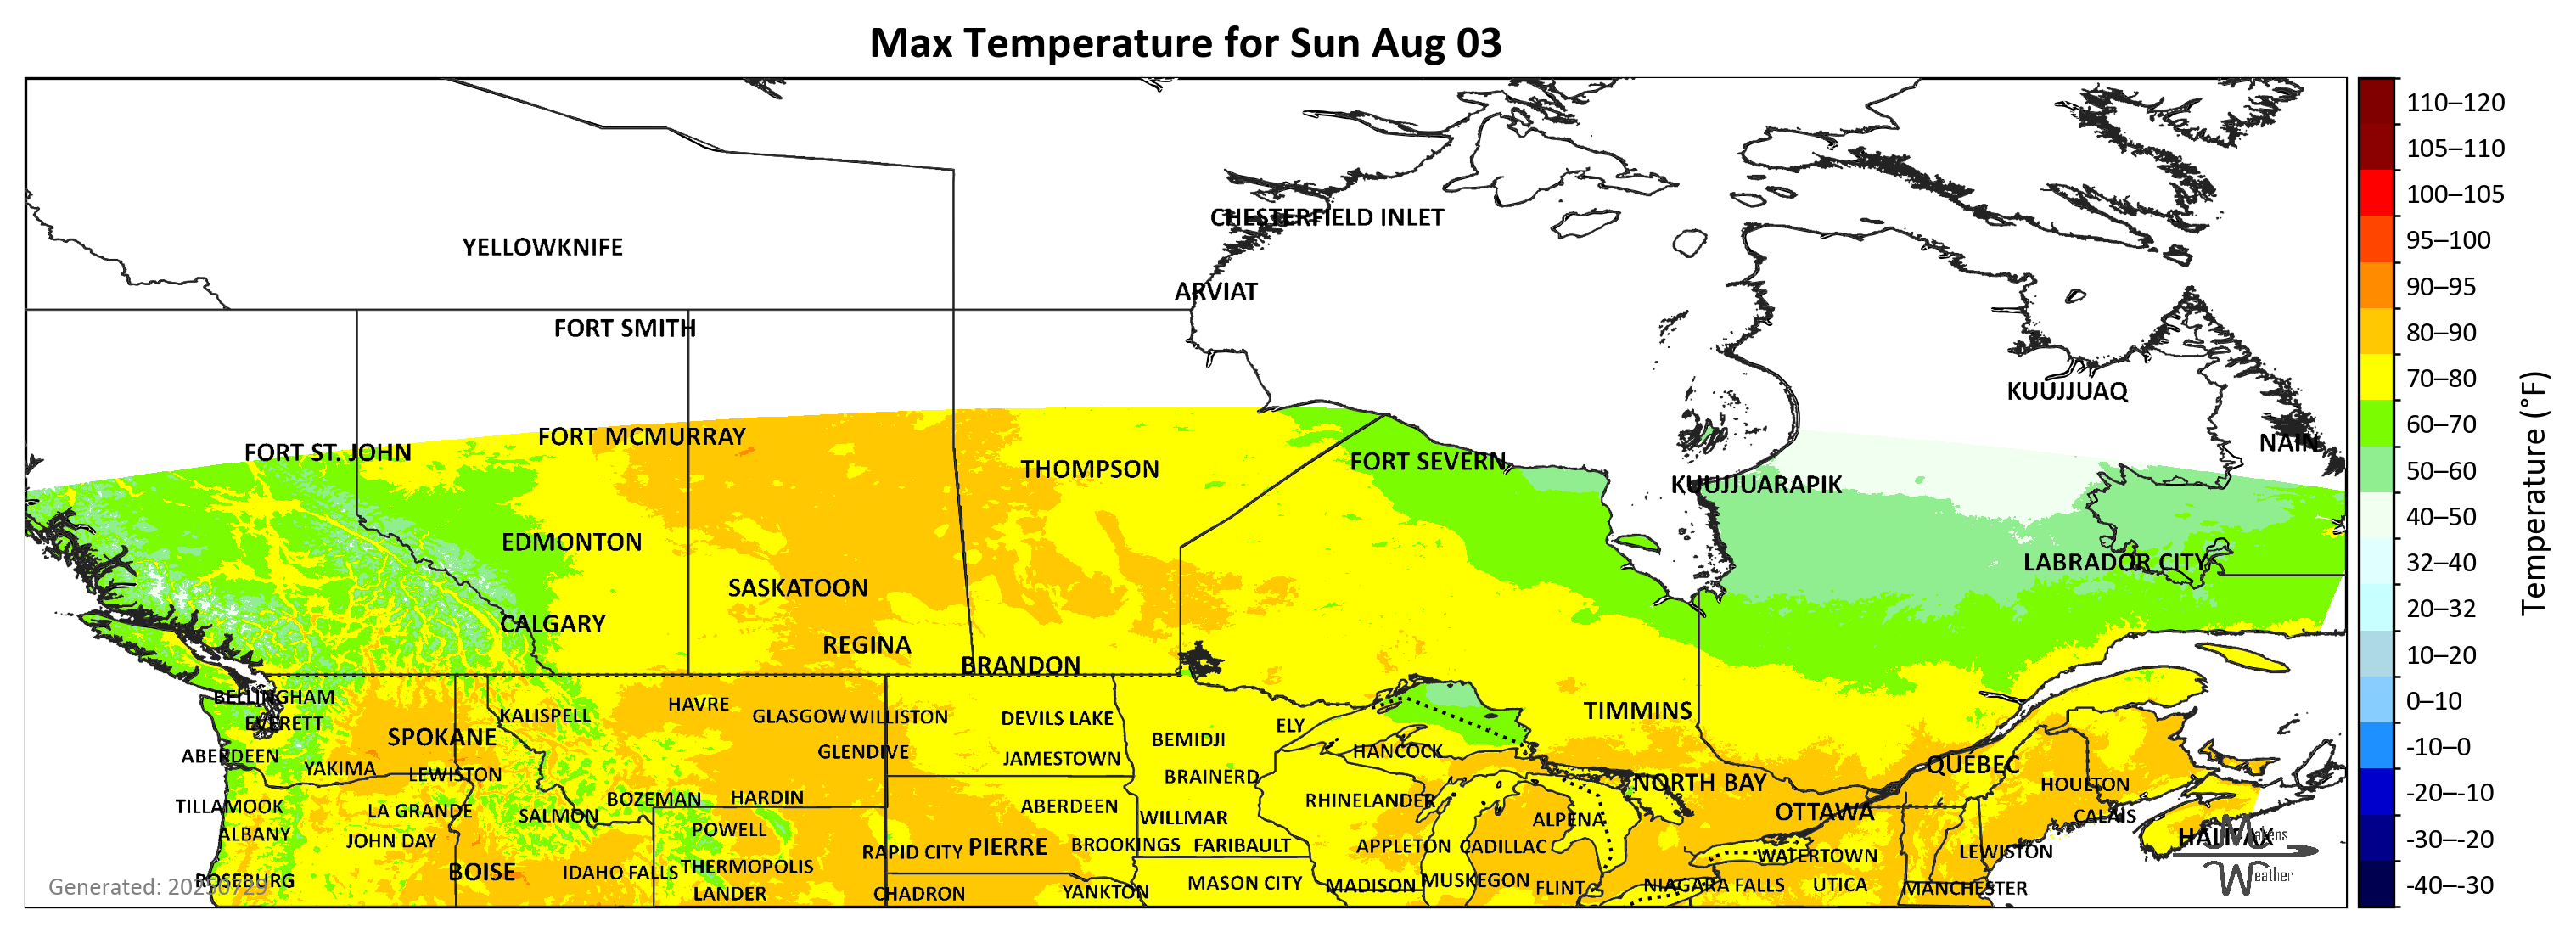 Max Temperature for Sun Aug 03
110–120
105–110
100–105
95–100
90–95
80–90
70–80
60–70
50–60
40–50
32–40
20–32
10–20
0–10
-10–0
-20–-10
-30–-20
-40–-30
Temperature (°F)
CHESTERFIELD INLET
YELLOWKNIFE
ARVIAT
FORT SMITH
KUUJJUAQ
FORT MCMURRAY
NAIN
FORT ST. JOHN
FORT SEVERN
THOMPSON
KUUJJUARAPIK
EDMONTON
LABRADOR CITY
SASKATOON
CALGARY
REGINA
BRANDON
BELLINGHAM
HAVRE
TIMMINS
KALISPELL
GLASGOW
WILLISTON
DEVILS LAKE
EVERETT
ELY
SPOKANE
BEMIDJI
HANCOCK
GLENDIVE
ABERDEEN
JAMESTOWN
QUÉBEC
YAKIMA
LEWISTON
BRAINERD
NORTH BAY
HOULTON
BOZEMAN
HARDIN
RHINELANDER
TILLAMOOK
ABERDEEN
LA GRANDE
OTTAWA
SALMON
WILLMAR
CALAIS
ALPENA
POWELL
ALBANY
HALIFAX
JOHN DAY
PIERRE
BROOKINGS
FARIBAULT
APPLETON
CADILLAC
RAPID CITY
LEWISTON
WATERTOWN
THERMOPOLIS
BOISE
IDAHO FALLS
ROSEBURG
MASON CITY
MADISON
MUSKEGON
NIAGARA FALLS
UTICA
FLINT
MANCHESTER
LANDER
CHADRON
YANKTON
Generated: 20250729
Makens
Weather